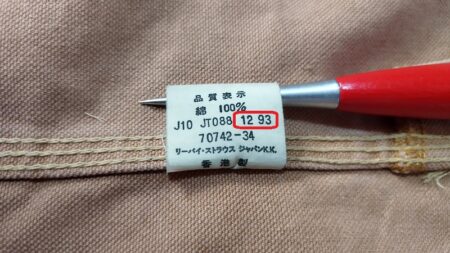 品質表示
綿 100%
J10 JT088 12 93
70742-34
リーバイ・ストラウス ジャパンK.K.
香港製